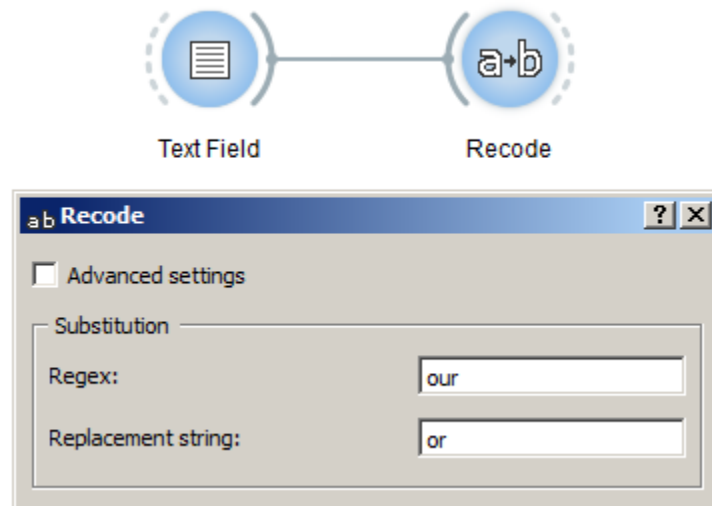 a→b
Text Field Recode
ab Recode ? X
Advanced settings
Substitution
Regex: our
Replacement string: or